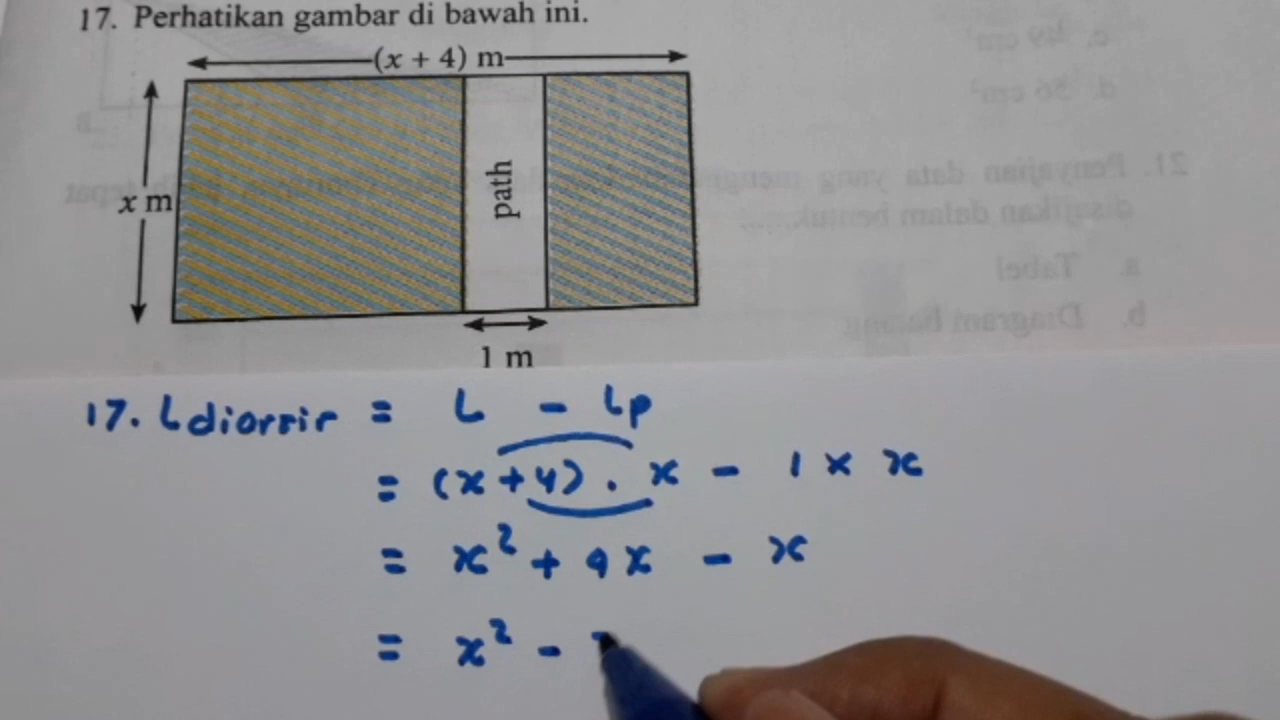 17. Perhatikan gambar di bawah ini.
(x + 4) m
x m
path
1 m
17. Ldiarsir = L - Lp
= (x+4) . x - 1 × x
= x² + 4x - x
= x² -